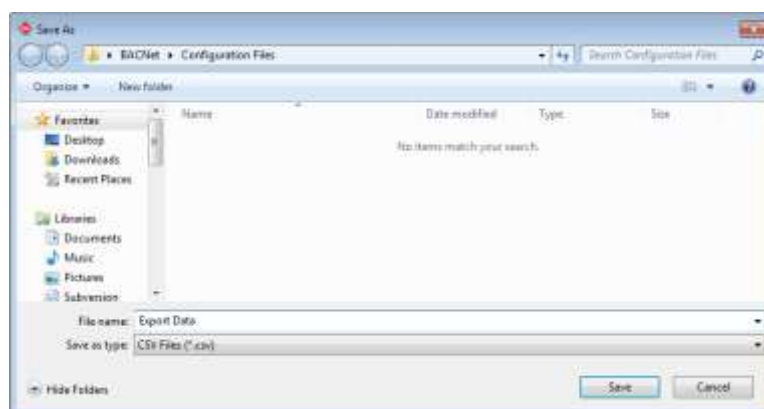 Save As
BACNet ▸ Configuration Files
Search Configuration Files
Organize
New folder
Name
Date modified
Type
Size
No items match your search.
Favorites
Desktop
Downloads
Recent Places
Libraries
Documents
Music
Pictures
Subversion
File name: Export Data
Save as type: CSV Files (*.csv)
Hide Folders
Save
Cancel